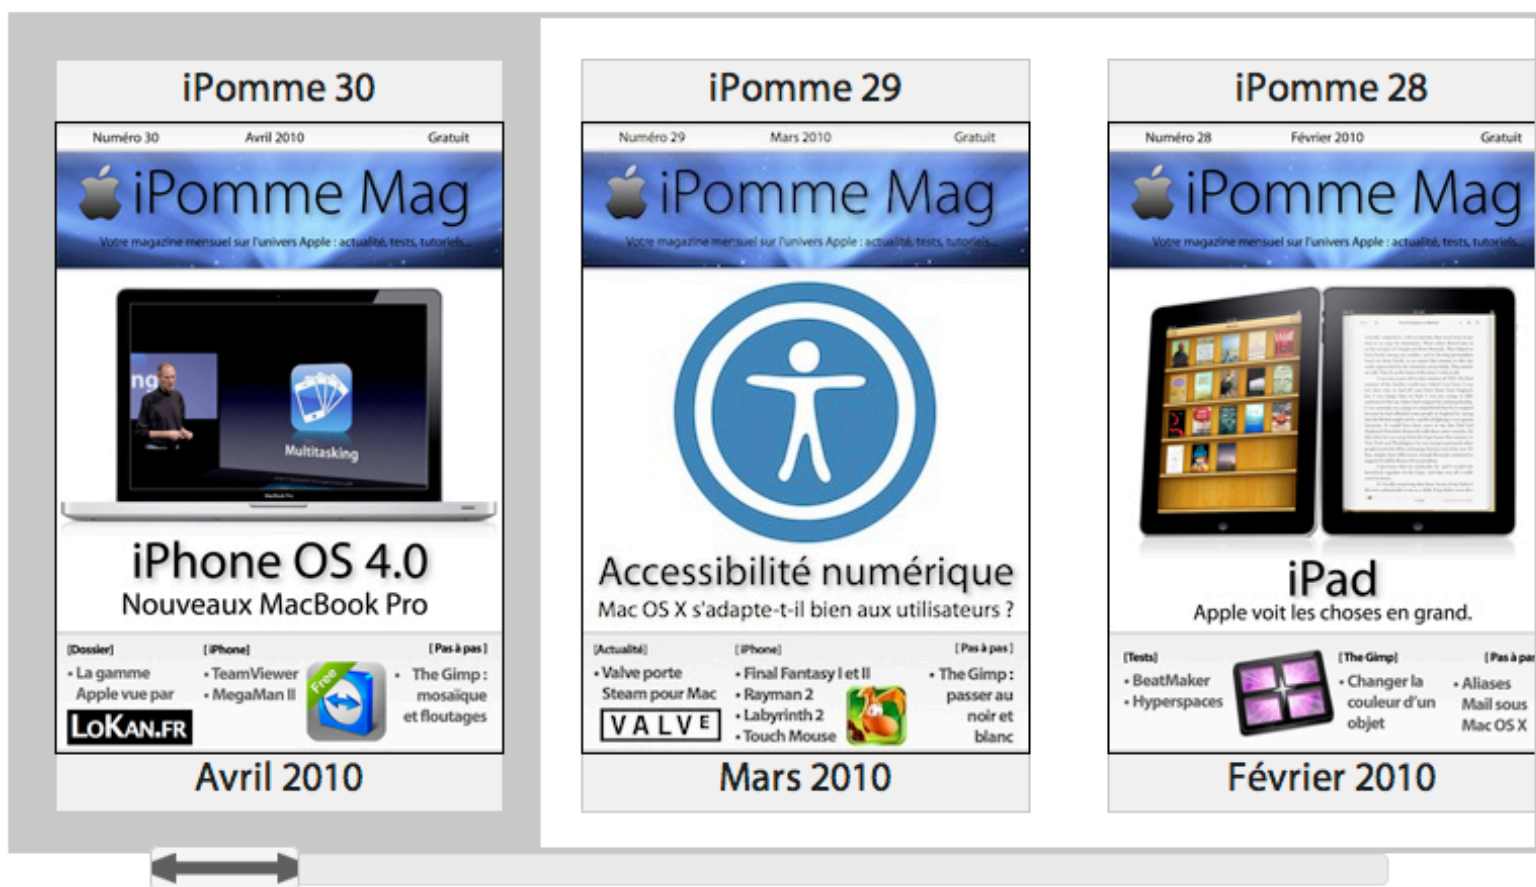 iPomme 30
Numéro 30 Avril 2010 Gratuit
iPomme Mag
Votre magazine mensuel sur l'univers Apple : actualité, tests, tutoriels...
Multitasking
MacBook Pro
iPhone OS 4.0
Nouveaux MacBook Pro
[Dossier]
• La gamme
Apple vue par
LOKAN.FR
[iPhone]
• TeamViewer
• MegaMan II
Free
[Pas à pas]
• The Gimp :
mosaïque
et floutages
Avril 2010
iPomme 29
Numéro 29 Mars 2010 Gratuit
iPomme Mag
Votre magazine mensuel sur l'univers Apple : actualité, tests, tutoriels...
Accessibilité numérique
Mac OS X s'adapte-t-il bien aux utilisateurs ?
[Actualité]
• Valve porte
Steam pour Mac
VALVE
[iPhone]
• Final Fantasy I et II
• Rayman 2
• Labyrinth 2
• Touch Mouse
[Pas à pas]
• The Gimp :
passer au
noir et
blanc
Mars 2010
iPomme 28
Numéro 28 Février 2010 Gratuit
iPomme Mag
Votre magazine mensuel sur l'univers Apple : actualité, tests, tutoriels...
iPad
Apple voit les choses en grand.
[Tests]
• BeatMaker
• Hyperspaces
[The Gimp]
• Changer la
couleur d'un
objet
[Pas à pas
• Aliases
Mail sous
Mac OS X
Février 2010